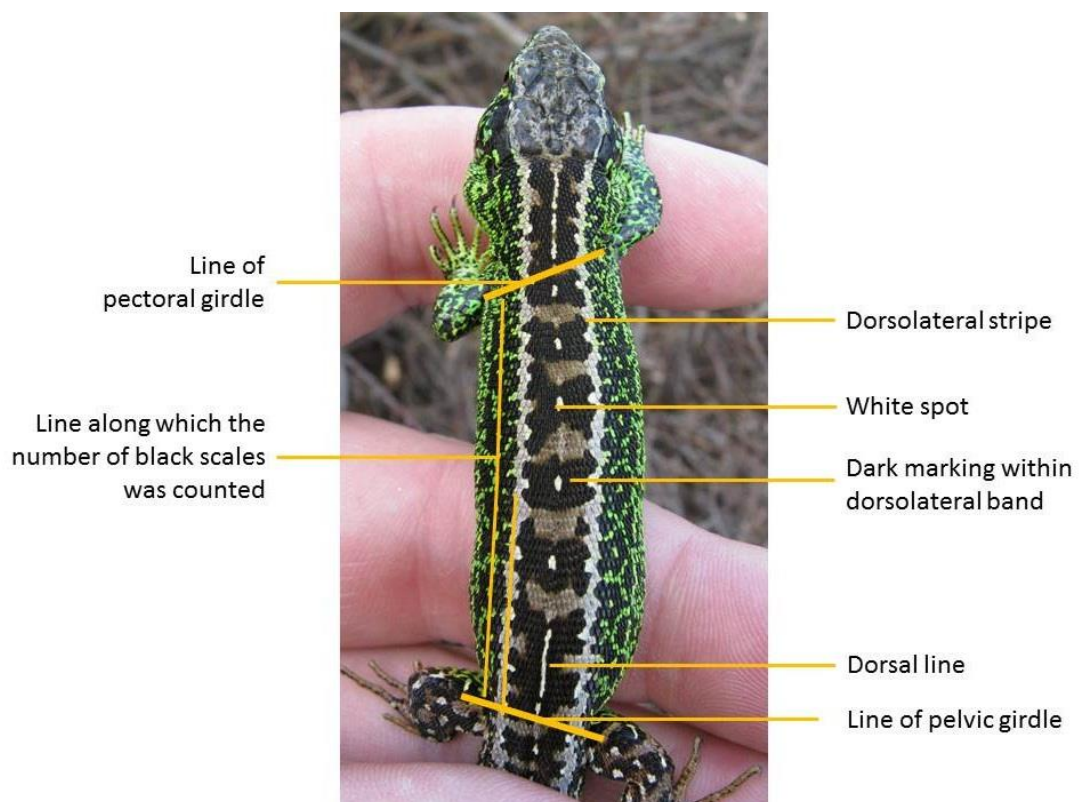 Line of
pectoral girdle
Line along which the
number of black scales
was counted
Dorsolateral stripe
White spot
Dark marking within
dorsolateral band
Dorsal line
Line of pelvic girdle